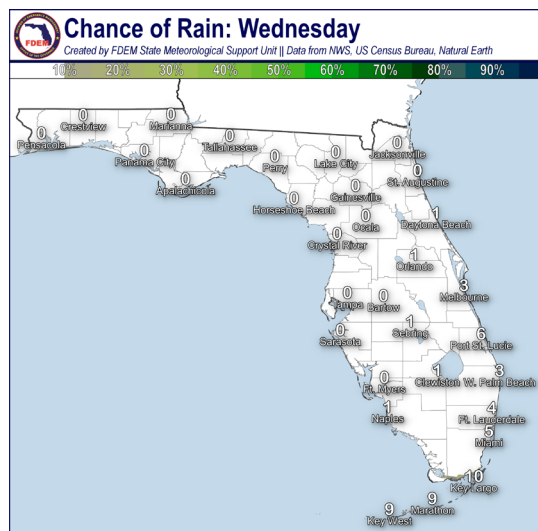 FDEM
Chance of Rain: Wednesday
Created by FDEM State Meteorological Support Unit || Data from NWS, US Census Bureau, Natural Earth
10% 20% 30% 40% 50% 60% 70% 80% 90%
0
Crestview
0
Marianna
0
Pensacola
0
Tallahassee
0
Jacksonville
0
Panama City
0
Perry
0
Lake City
0
St. Augustine
0
Apalachicola
0
Gainesville
0
Horseshoe Beach
0
Ocala
1
Daytona Beach
0
Crystal River
1
Orlando
3
Melbourne
0
Tampa
0
Bartow
1
Sebring
0
Sarasota
6
Port St. Lucie
0
Ft. Myers
1
Clewiston
3
W. Palm Beach
1
Naples
4
Ft. Lauderdale
5
Miami
10
Key Largo
9
Marathon
9
Key West